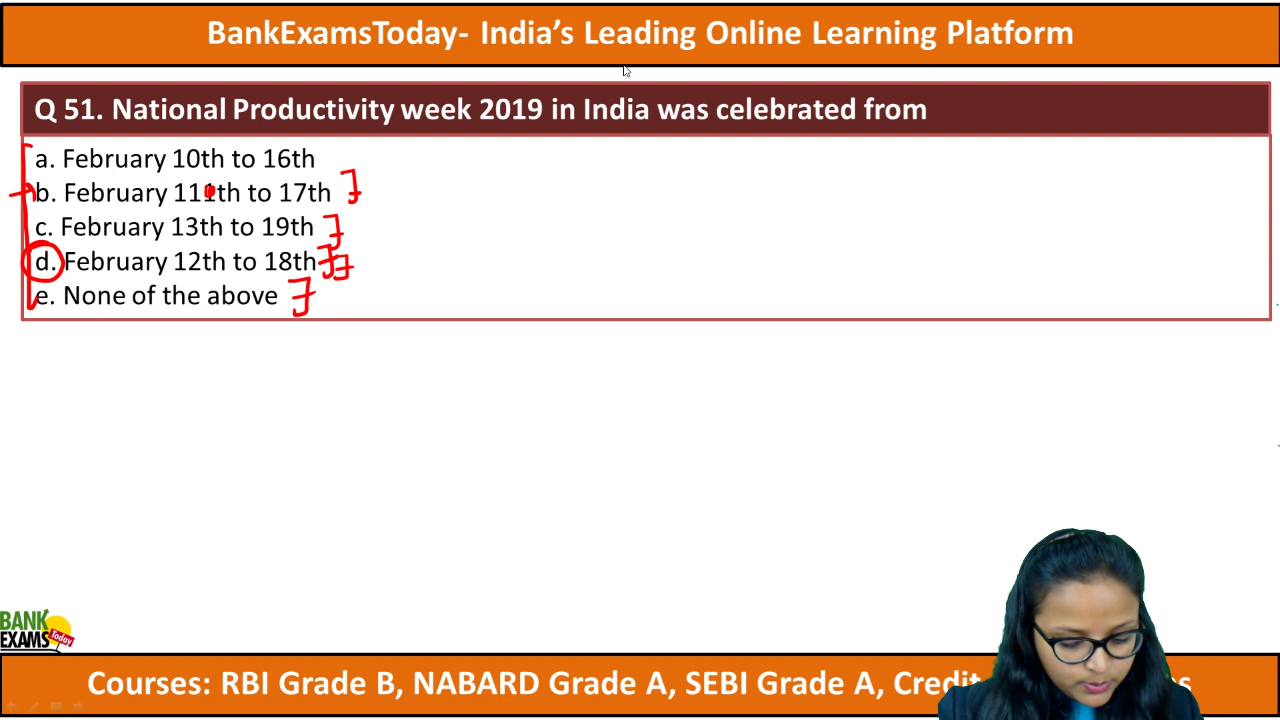 BankExamsToday- India's Leading Online Learning Platform
Q 51. National Productivity week 2019 in India was celebrated from
a. February 10th to 16th
b. February 111th to 17th
c. February 13th to 19th
d. February 12th to 18th
e. None of the above
BANK
EXAMS
Today
Courses: RBI Grade B, NABARD Grade A, SEBI Grade A, Credit